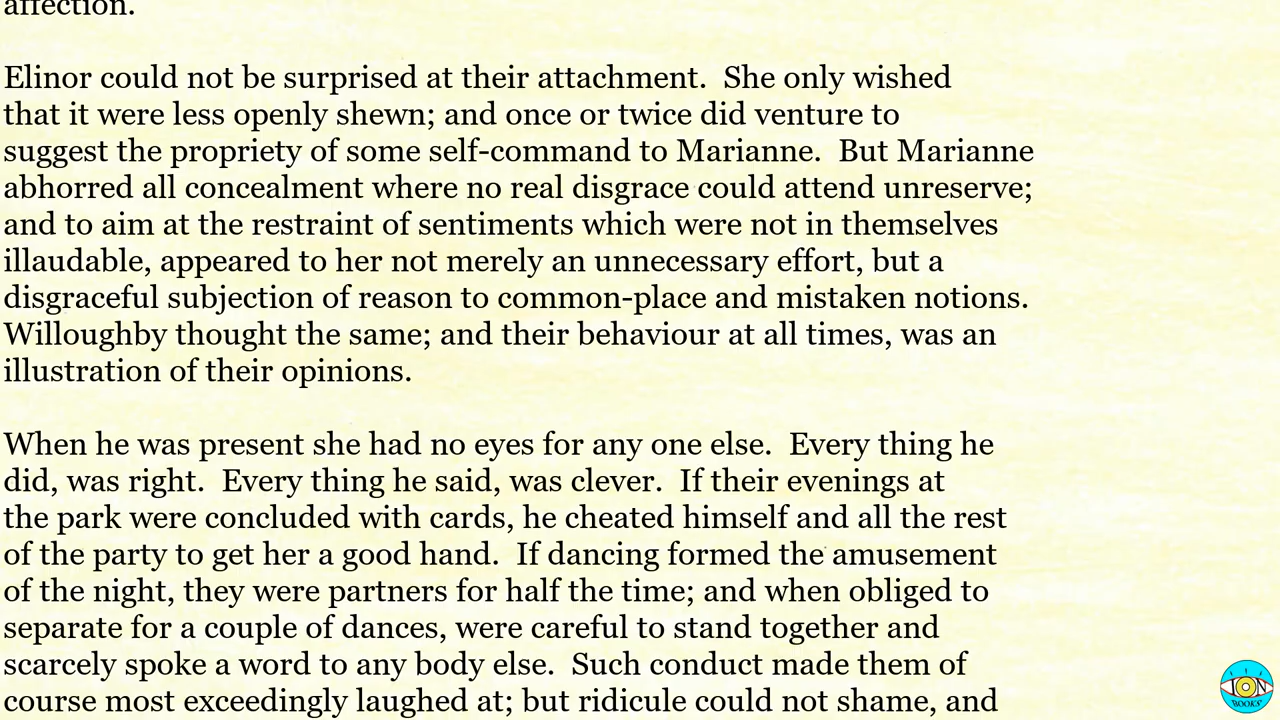 affection.
Elinor could not be surprised at their attachment.  She only wished
that it were less openly shewn; and once or twice did venture to
suggest the propriety of some self-command to Marianne.  But Marianne
abhorred all concealment where no real disgrace could attend unreserve;
and to aim at the restraint of sentiments which were not in themselves
illaudable, appeared to her not merely an unnecessary effort, but a
disgraceful subjection of reason to common-place and mistaken notions.
Willoughby thought the same; and their behaviour at all times, was an
illustration of their opinions.
When he was present she had no eyes for any one else.  Every thing he
did, was right.  Every thing he said, was clever.  If their evenings at
the park were concluded with cards, he cheated himself and all the rest
of the party to get her a good hand.  If dancing formed the amusement
of the night, they were partners for half the time; and when obliged to
separate for a couple of dances, were careful to stand together and
scarcely spoke a word to any body else.  Such conduct made them of
course most exceedingly laughed at; but ridicule could not shame, and
ION
BOOKS